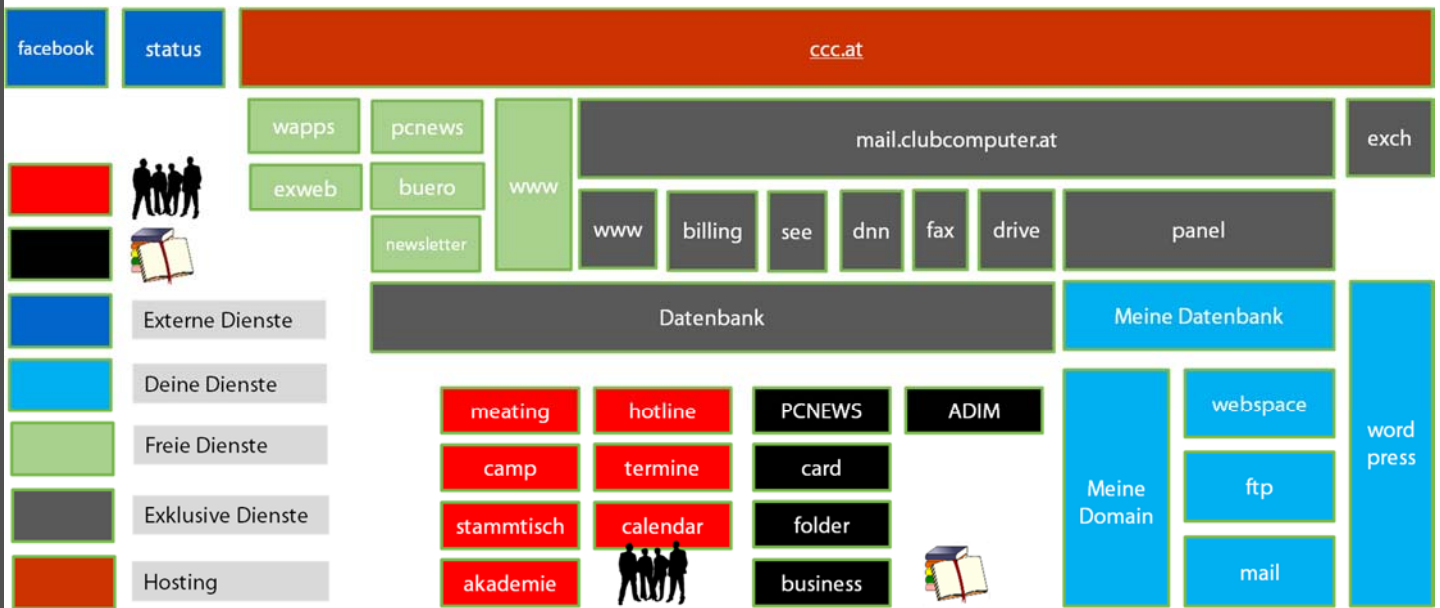 facebook
status
ccc.at
wapps
pcnews
www
mail.clubcomputer.at
exch
exweb
buero
newsletter
www
billing
see
dnn
fax
drive
panel
Datenbank
Meine Datenbank
word
press
Externe Dienste
Deine Dienste
Freie Dienste
Exklusive Dienste
Hosting
meating
hotline
PCNEWS
ADIM
camp
termine
card
stammtisch
calendar
folder
akademie
business
Meine
Domain
webspace
ftp
mail